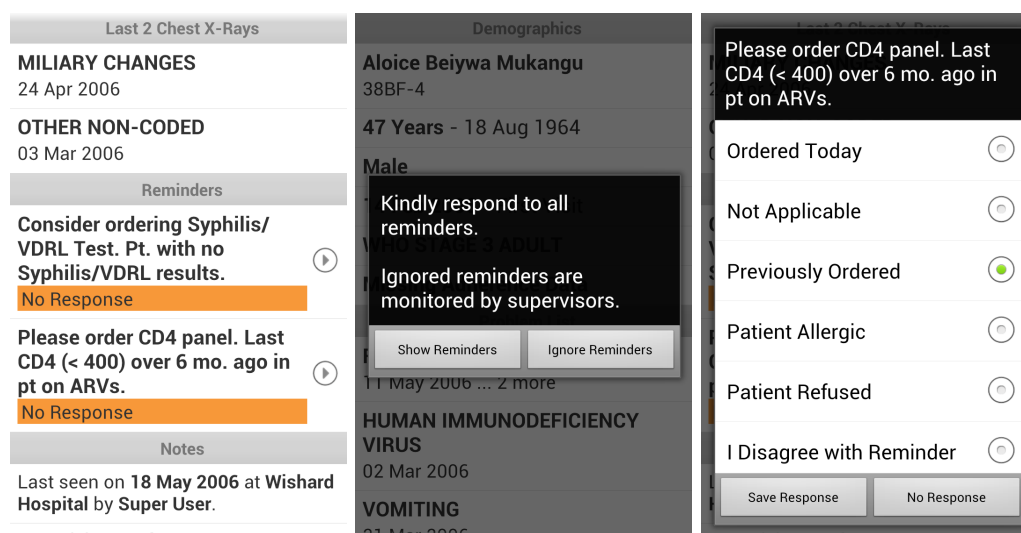 Last 2 Chest X-Rays
MILIARY CHANGES
24 Apr 2006
OTHER NON-CODED
03 Mar 2006
Reminders
Consider ordering Syphilis/
VDRL Test. Pt. with no
Syphilis/VDRL results.
No Response
Please order CD4 panel. Last
CD4 (< 400) over 6 mo. ago in
pt on ARVs.
No Response
Notes
Last seen on 18 May 2006 at Wishard
Hospital by Super User.
Demographics
Aloice Beiywa Mukangu
38BF-4
47 Years - 18 Aug 1964
Male
Kindly respond to all
reminders.
WHO STAGE 3 ADULT
Ignored reminders are
monitored by supervisors.
Show Reminders
Ignore Reminders
11 May 2006 ... 2 more
HUMAN IMMUNODEFICIENCY
VIRUS
02 Mar 2006
VOMITING
Last 2 Chest X-Rays
Please order CD4 panel. Last
CD4 (< 400) over 6 mo. ago in
pt on ARVs.
Ordered Today
Not Applicable
Previously Ordered
Patient Allergic
Patient Refused
I Disagree with Reminder
Save Response
No Response